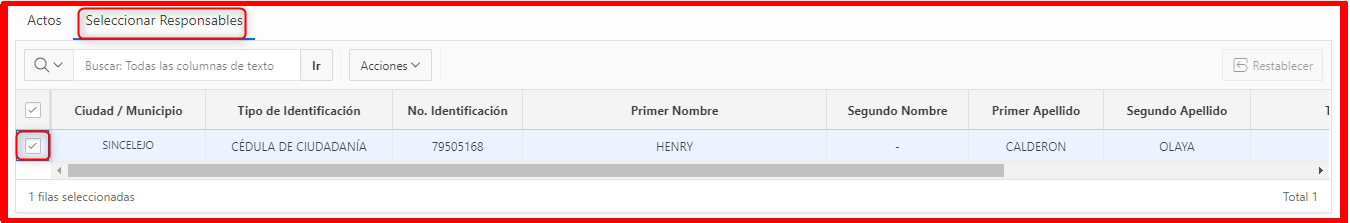 Actos Seleccionar Responsables
Buscar: Todas las columnas de texto Ir Acciones Restablecer
Ciudad / Municipio Tipo de Identificación No. Identificación Primer Nombre Segundo Nombre Primer Apellido Segundo Apellido T
SINCELEJO CÉDULA DE CIUDADANÍA 79505168 HENRY - CALDERON OLAYA
1 filas seleccionadas Total 1